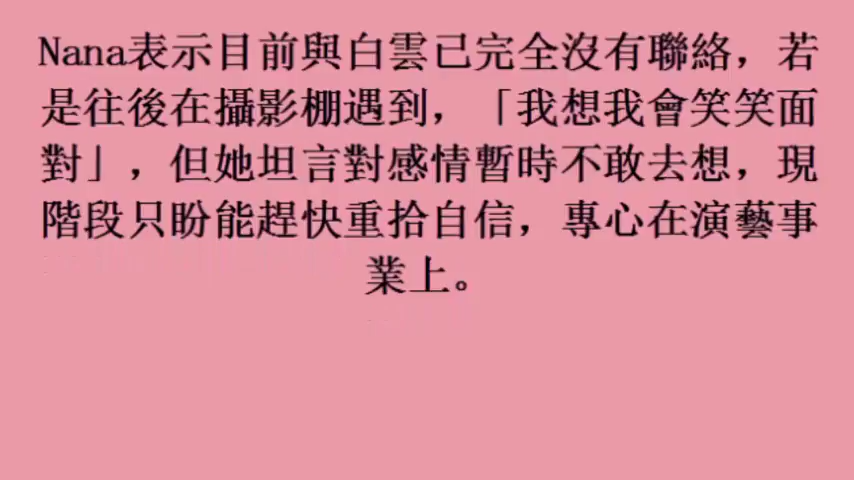 Nana表示目前與白雲已完全沒有聯絡，若
是往後在攝影棚遇到，「我想我會笑笑面
對」，但她坦言對感情暫時不敢去想，現
階段只盼能趕快重拾自信，專心在演藝事
業上。